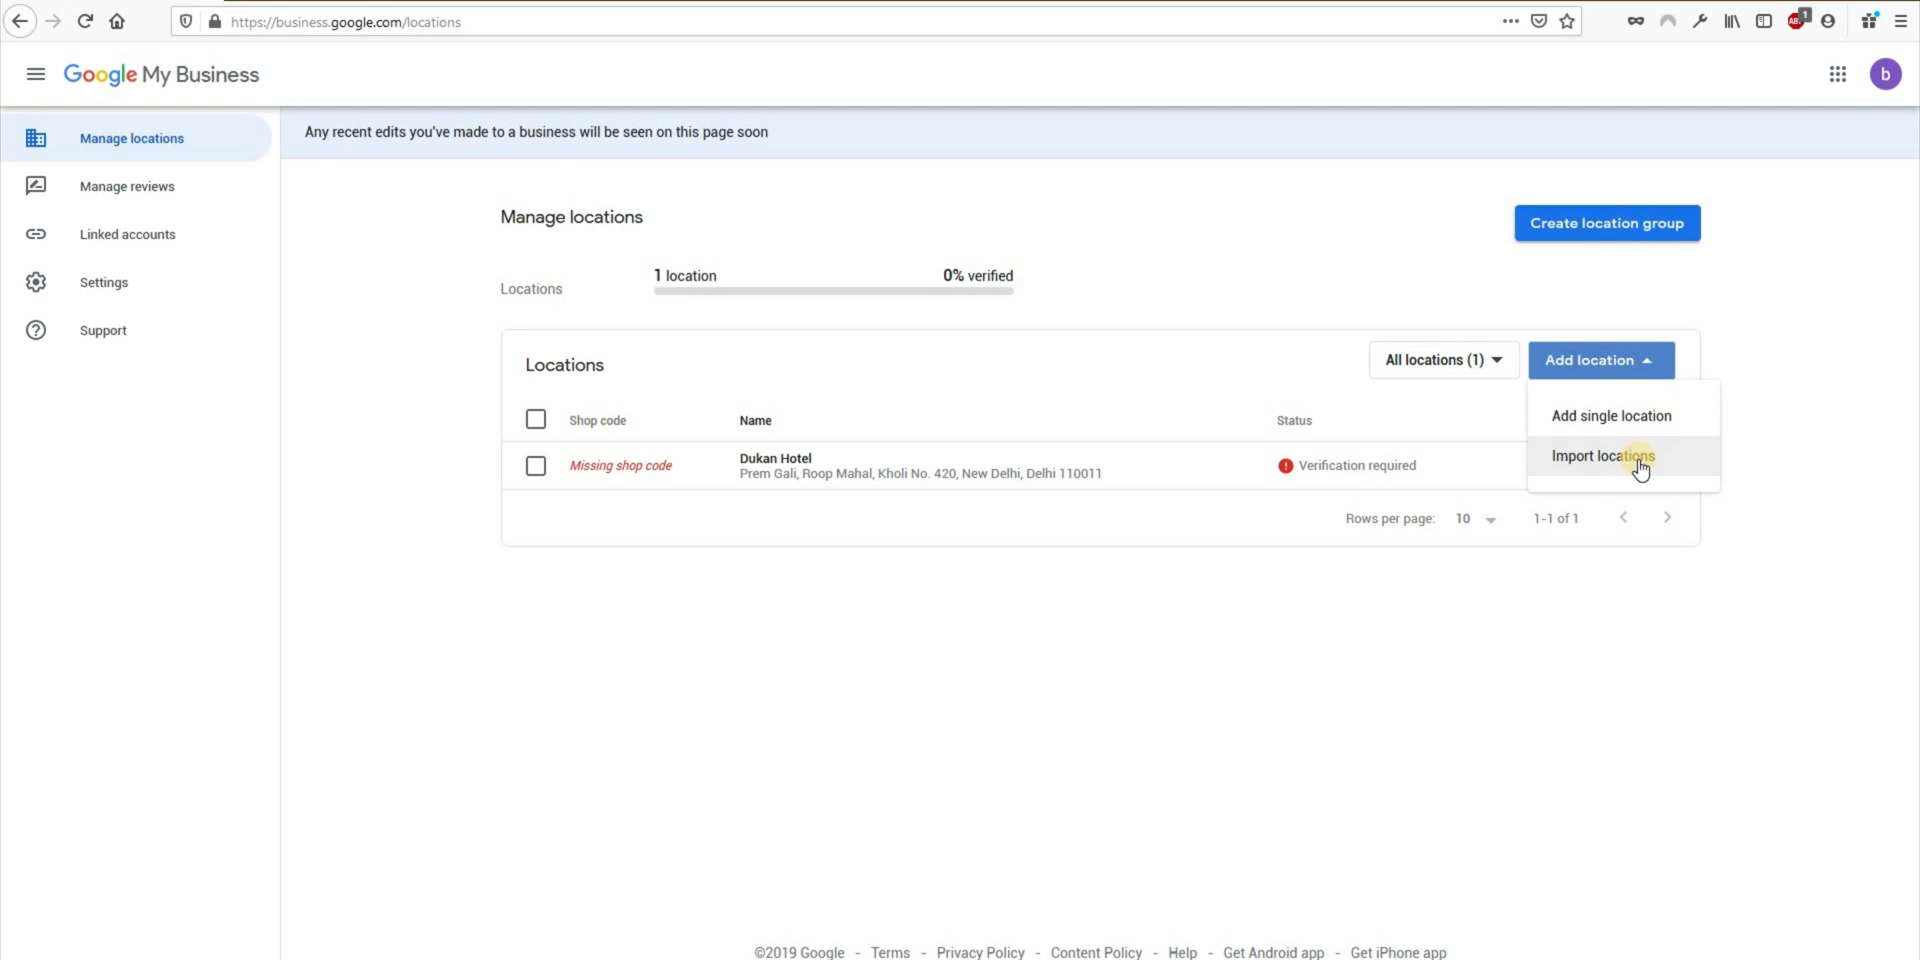 https://business.google.com/locations
ABP
1
Google My Business
b
Manage locations
Manage reviews
Linked accounts
Settings
Support
Any recent edits you've made to a business will be seen on this page soon
Manage locations
Create location group
Locations
1 location
0% verified
Locations
All locations (1)
Add location
Shop code
Name
Status
Add single location
Import locations
Missing shop code
Dukan Hotel
Prem Gali, Roop Mahal, Kholi No. 420, New Delhi, Delhi 110011
Verification required
Rows per page: 10 1-1 of 1
©2019 Google - Terms - Privacy Policy - Content Policy - Help - Get Android app - Get iPhone app